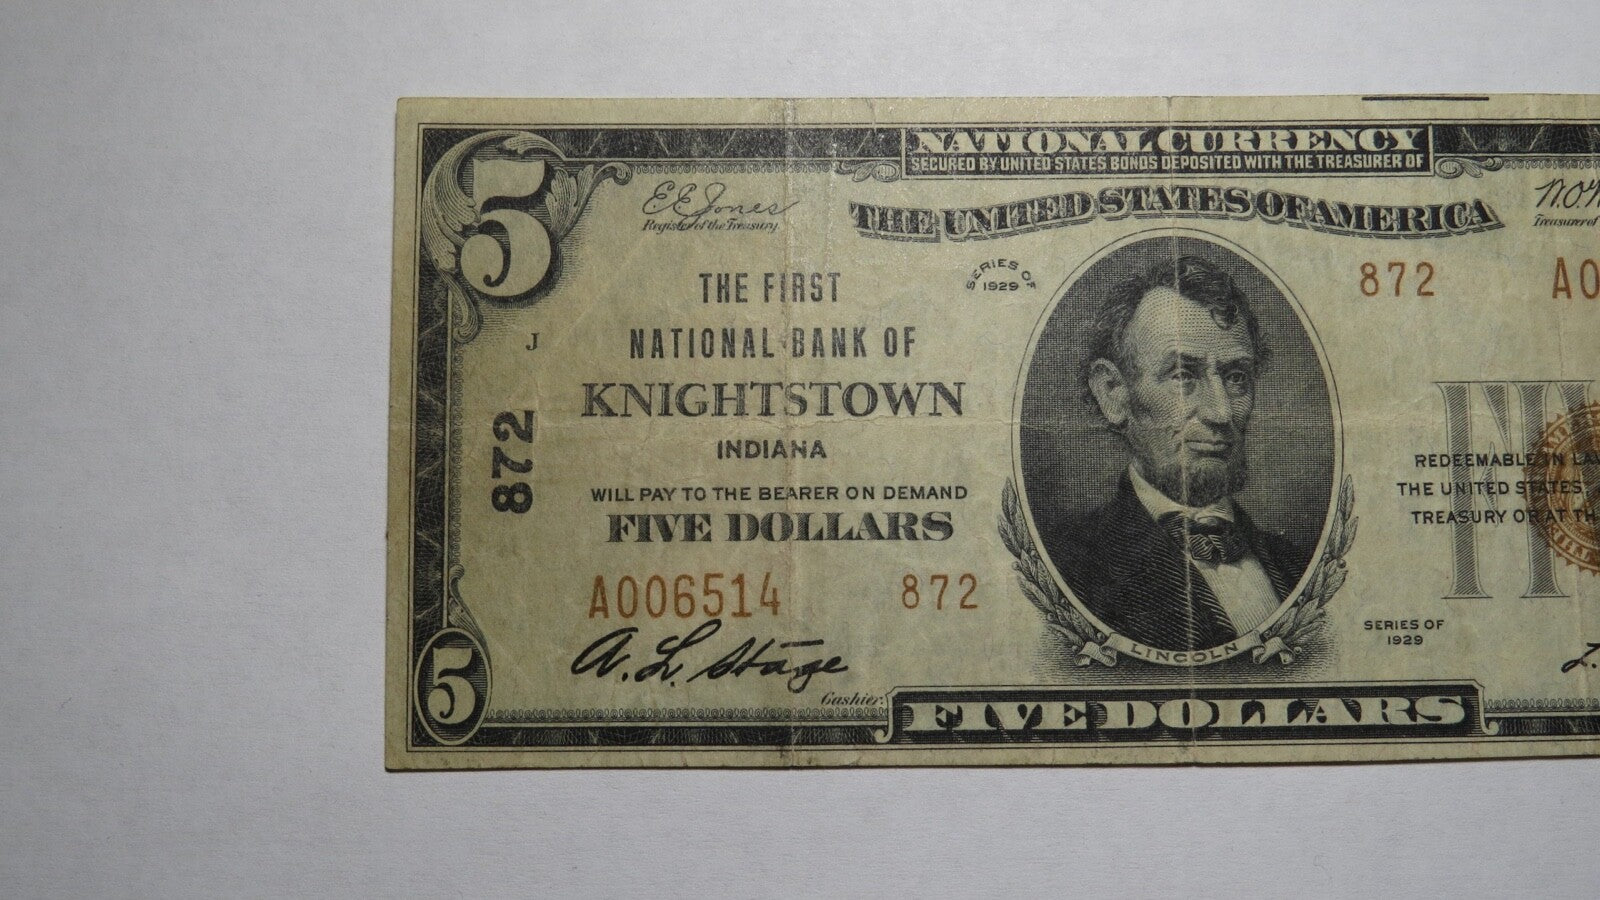 NATIONAL CURRENCY
SECURED BY UNITED STATES BONDS DEPOSITED WITH THE TREASURER OF
THE UNITED STATES OF AMERICA
5
E E Jones
Register of the Treasury.
Treasurer of
SERIES OF
1929
872 A0
THE FIRST
NATIONAL BANK OF
J
KNIGHTSTOWN
INDIANA
872
WILL PAY TO THE BEARER ON DEMAND
FIVE DOLLARS
REDEEMABLE IN LA
THE UNITED STATES
TREASURY OR AT TH
A006514 872
SERIES OF
1929
A. L. Stage
Cashier.
LINCOLN
5
FIVE DOLLARS